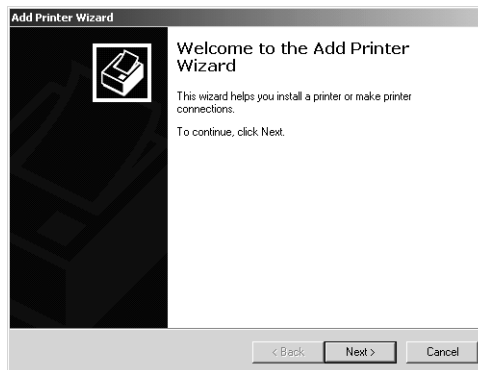 Add Printer Wizard
Welcome to the Add Printer
Wizard
This wizard helps you install a printer or make printer
connections.
To continue, click Next.
< Back
Next >
Cancel